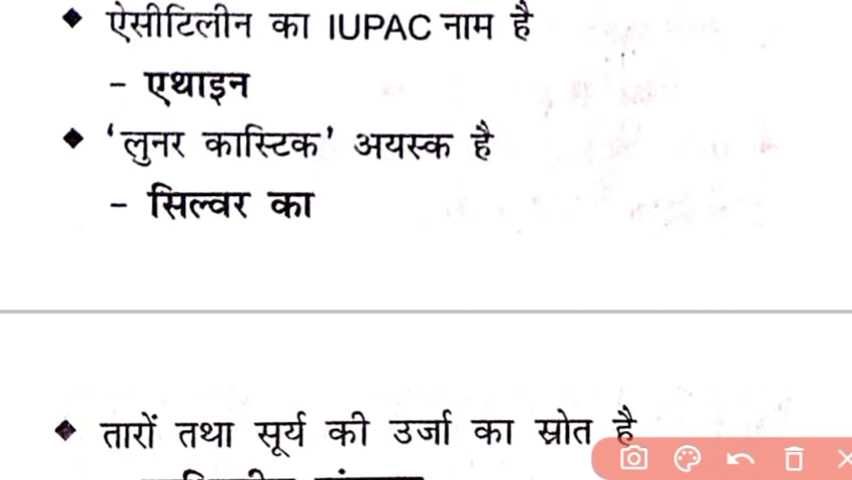 ◆ ऐसीटिलीन का IUPAC नाम है
- एथाइन
◆ ‘लुनर कास्टिक’ अयस्क है
- सिल्वर का
◆ तारों तथा सूर्य की उर्जा का स्रोत है